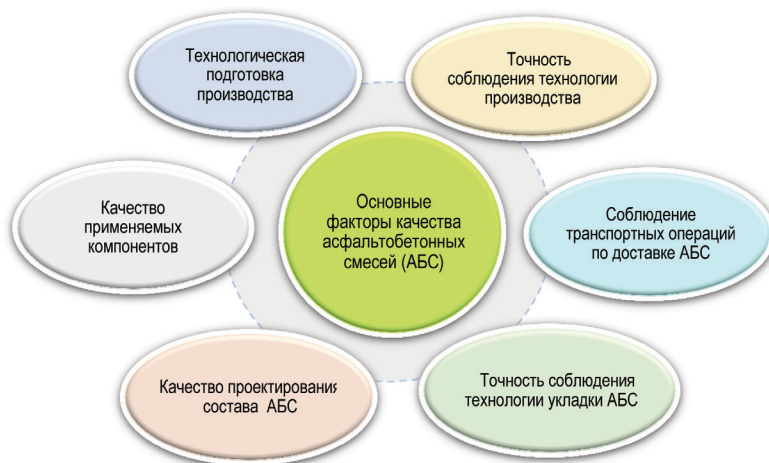 Технологическая
подготовка
производства
Точность
соблюдения технологии
производства
Качество
применяемых
компонентов
Основные
факторы качества
асфальтобетонных
смесей (АБС)
Соблюдение
транспортных операций
по доставке АБС
Качество проектирования
состава АБС
Точность соблюдения
технологии укладки АБС